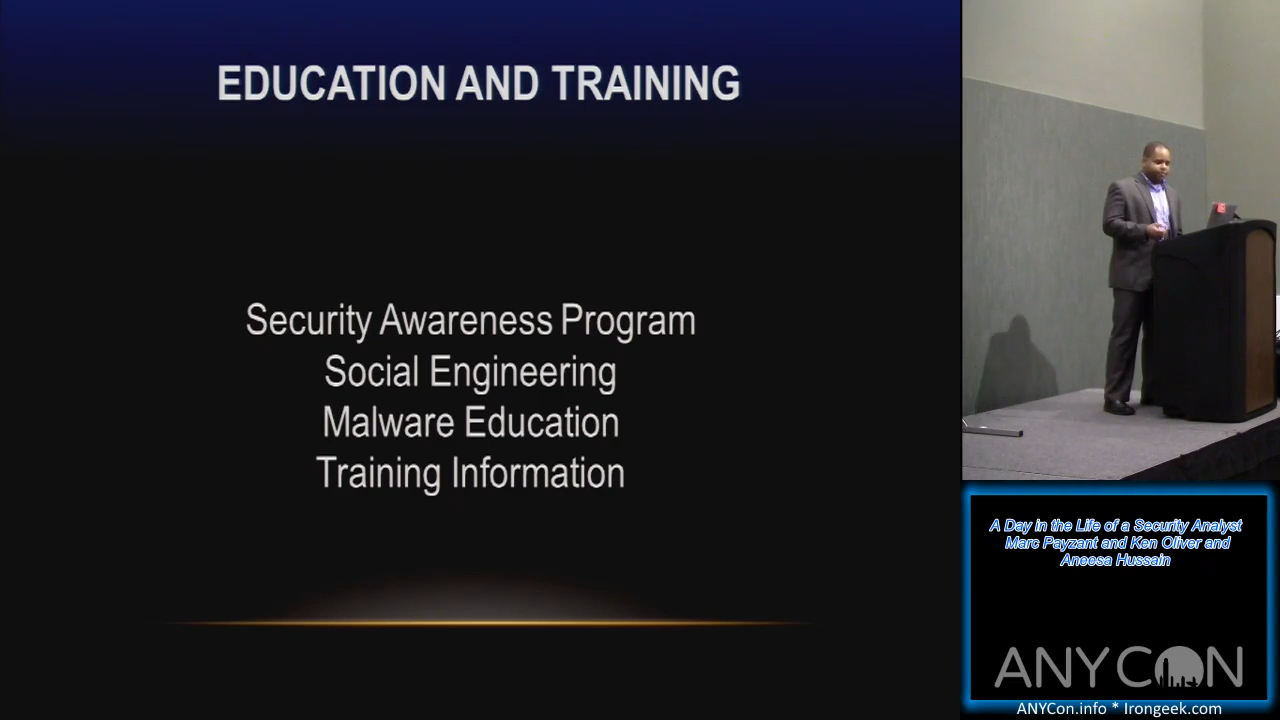 EDUCATION AND TRAINING
Security Awareness Program
Social Engineering
Malware Education
Training Information
A Day in the Life of a Security Analyst
Marc Payzant and Ken Oliver and
Aneesa Hussain
ANYCON
ANYCon.info * Irongeek.com